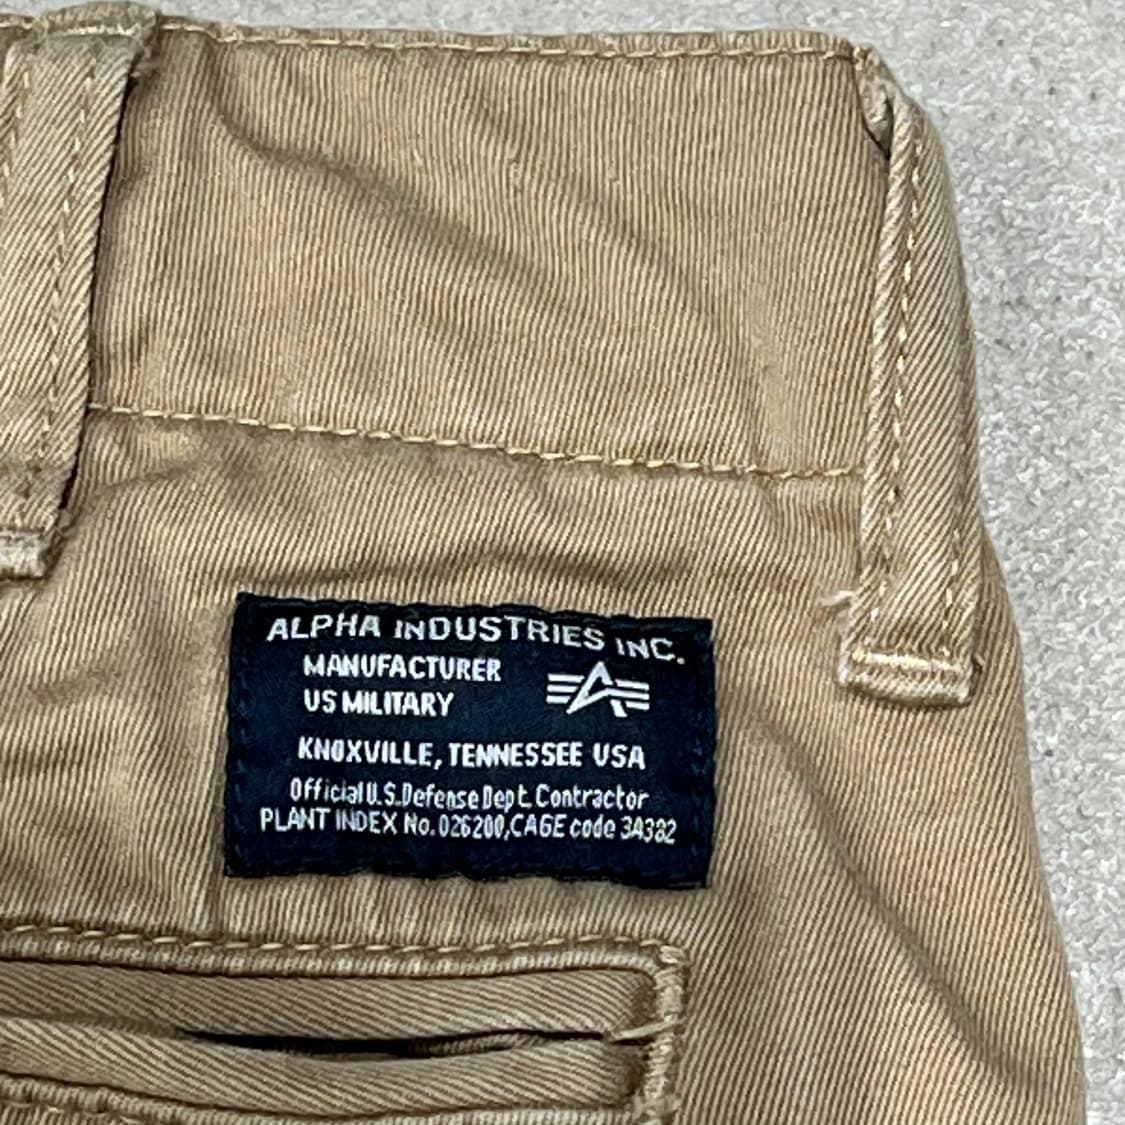 ALPHA INDUSTRIES INC.
MANUFACTURER
US MILITARY
KNOXVILLE, TENNESSEE USA
Official U.S. Defense Dept. Contractor
PLANT INDEX No. 026200, CAGE code 3A382